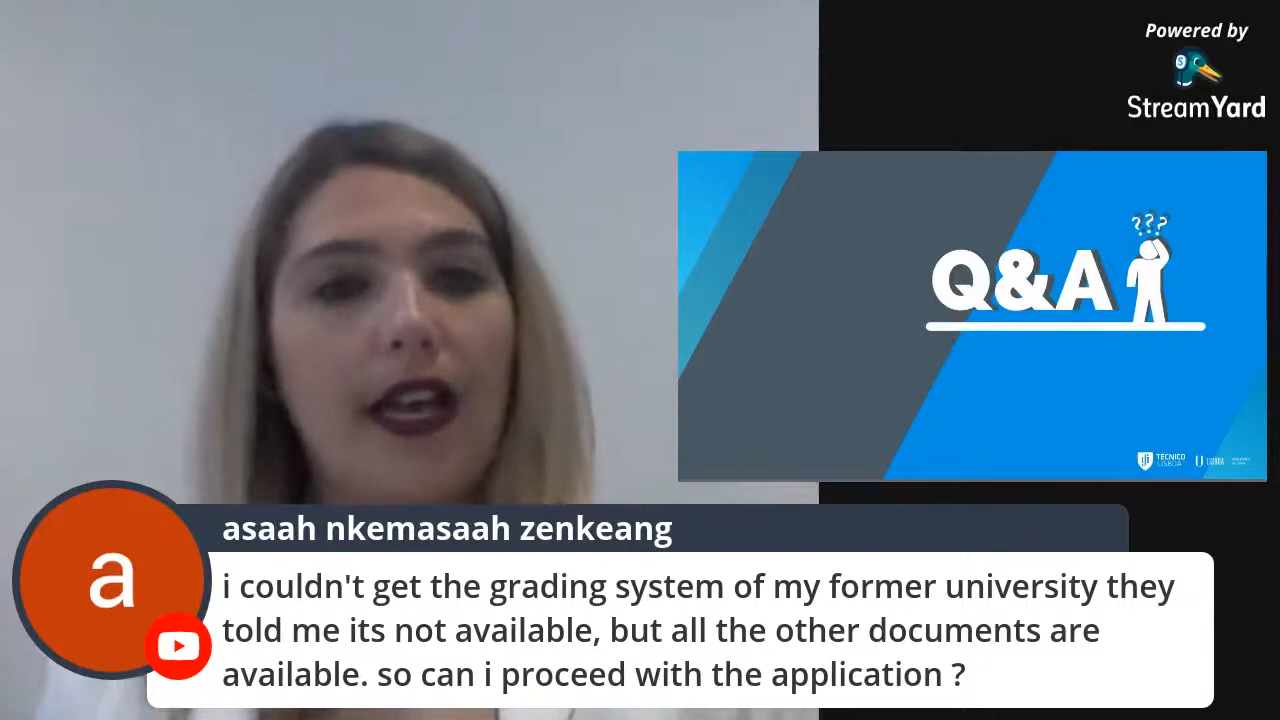 Powered by
StreamYard
???
Q&A
TÉCNICO
LISBOA
LISBOA
asaah nkemasaah zenkeang
a
i couldn't get the grading system of my former university they
told me its not available, but all the other documents are
available. so can i proceed with the application ?